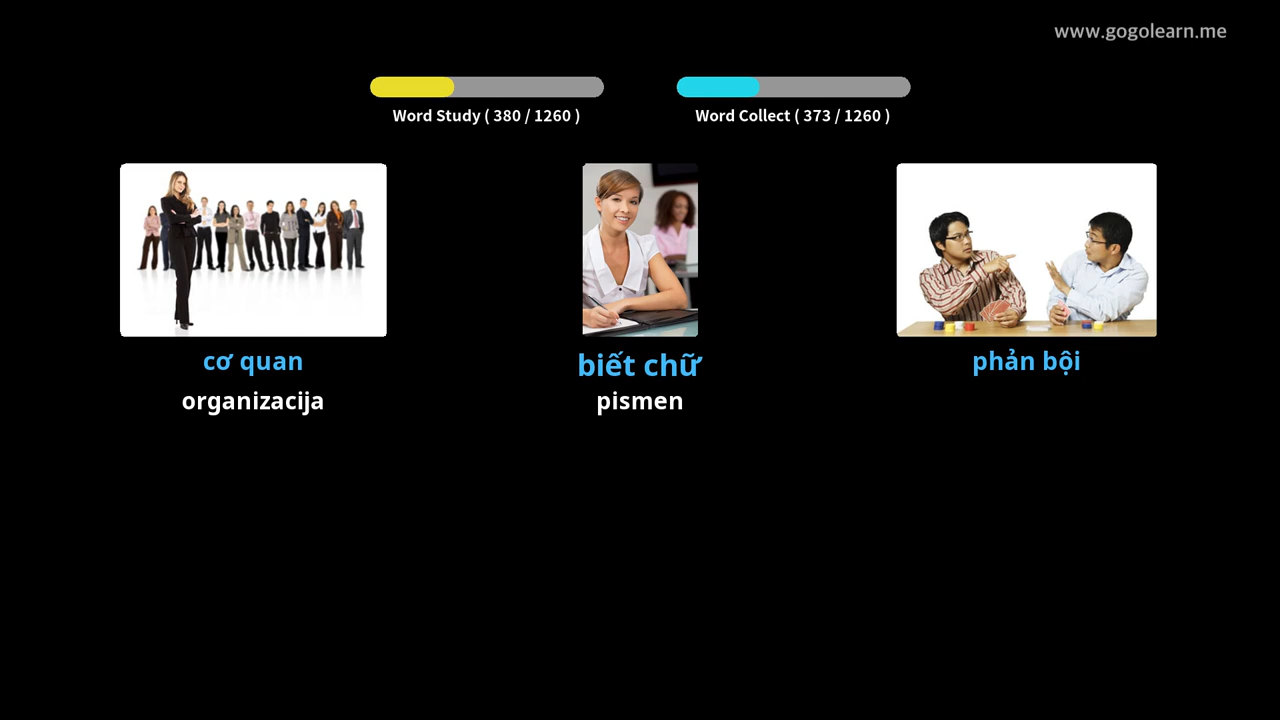 www.gogolearn.me
Word Study ( 380 / 1260 )
Word Collect ( 373 / 1260 )
cơ quan
organizacija
biết chữ
pismen
phản bội